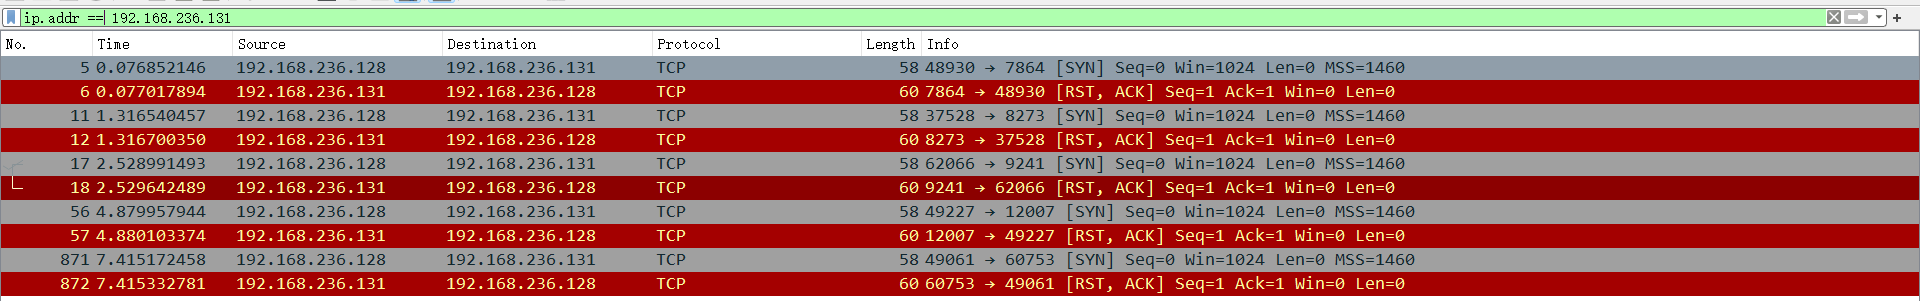 ip.addr == 192.168.236.131
No. Time Source Destination Protocol Length Info
5 0.076852146 192.168.236.128 192.168.236.131 TCP 58 48930 → 7864 [SYN] Seq=0 Win=1024 Len=0 MSS=1460
6 0.077017894 192.168.236.131 192.168.236.128 TCP 60 7864 → 48930 [RST, ACK] Seq=1 Ack=1 Win=0 Len=0
11 1.316540457 192.168.236.128 192.168.236.131 TCP 58 37528 → 8273 [SYN] Seq=0 Win=1024 Len=0 MSS=1460
12 1.316700350 192.168.236.131 192.168.236.128 TCP 60 8273 → 37528 [RST, ACK] Seq=1 Ack=1 Win=0 Len=0
17 2.528991493 192.168.236.128 192.168.236.131 TCP 58 62066 → 9241 [SYN] Seq=0 Win=1024 Len=0 MSS=1460
18 2.529642489 192.168.236.131 192.168.236.128 TCP 60 9241 → 62066 [RST, ACK] Seq=1 Ack=1 Win=0 Len=0
56 4.879957944 192.168.236.128 192.168.236.131 TCP 58 49227 → 12007 [SYN] Seq=0 Win=1024 Len=0 MSS=1460
57 4.880103374 192.168.236.131 192.168.236.128 TCP 60 12007 → 49227 [RST, ACK] Seq=1 Ack=1 Win=0 Len=0
871 7.415172458 192.168.236.128 192.168.236.131 TCP 58 49061 → 60753 [SYN] Seq=0 Win=1024 Len=0 MSS=1460
872 7.415332781 192.168.236.131 192.168.236.128 TCP 60 60753 → 49061 [RST, ACK] Seq=1 Ack=1 Win=0 Len=0